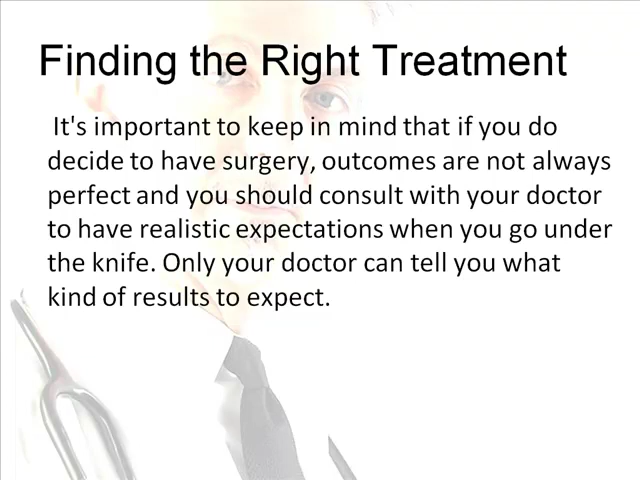 Finding the Right Treatment
It's important to keep in mind that if you do
decide to have surgery, outcomes are not always
perfect and you should consult with your doctor
to have realistic expectations when you go under
the knife. Only your doctor can tell you what
kind of results to expect.